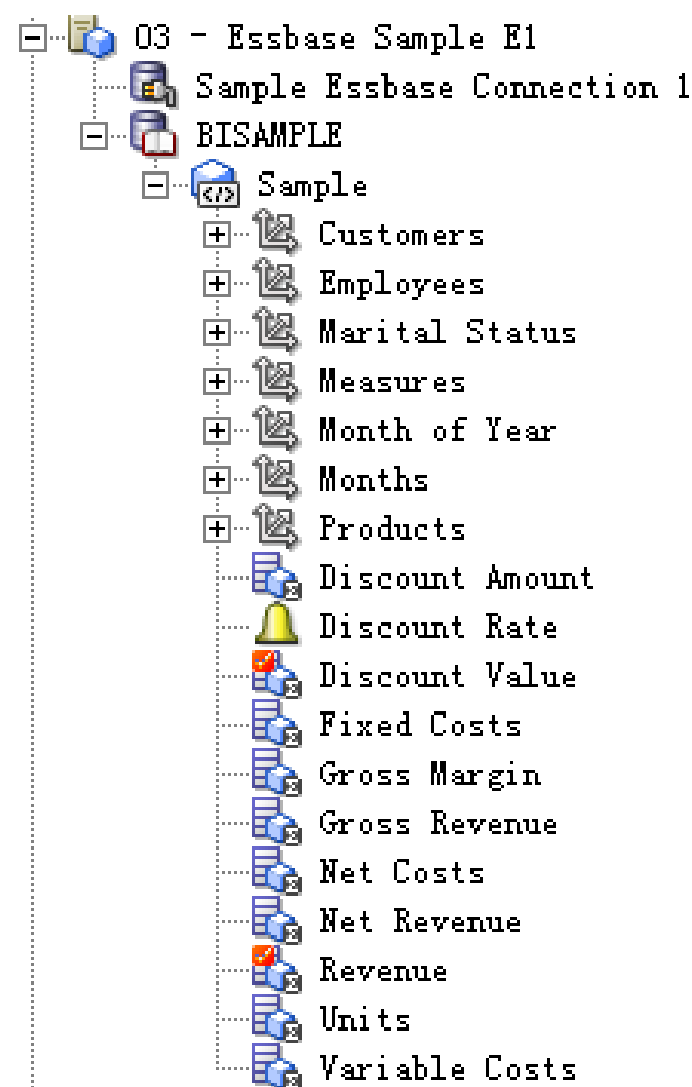 03 - Essbase Sample E1
Sample Essbase Connection 1
BISAMPLE
Sample
Customers
Employees
Marital Status
Measures
Month of Year
Months
Products
Discount Amount
Discount Rate
Discount Value
Fixed Costs
Gross Margin
Gross Revenue
Net Costs
Net Revenue
Revenue
Units
Variable Costs